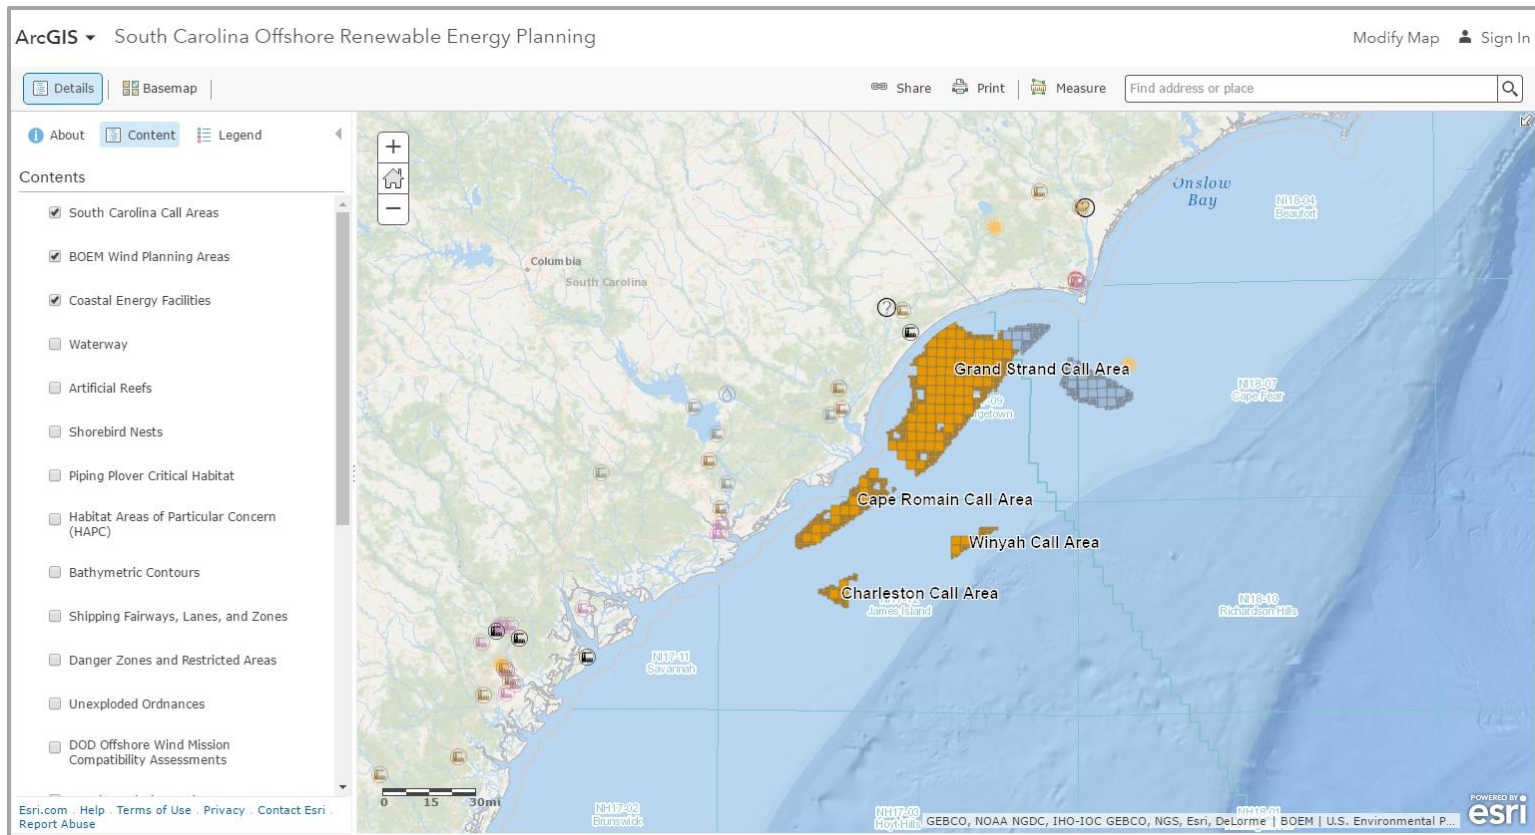 ArcGIS South Carolina Offshore Renewable Energy Planning
Modify Map Sign In
Details Basemap
Share Print Measure Find address or place
About Content Legend
Contents
South Carolina Call Areas
BOEM Wind Planning Areas
Coastal Energy Facilities
Waterway
Artificial Reefs
Shorebird Nests
Piping Plover Critical Habitat
Habitat Areas of Particular Concern
(HAPC)
Bathymetric Contours
Shipping Fairways, Lanes, and Zones
Danger Zones and Restricted Areas
Unexploded Ordnances
DOD Offshore Wind Mission
Compatibility Assessments
Esri.com . Help . Terms of Use . Privacy . Contact Esri .
Report Abuse
+
−
Onslow
Bay
NI18-04
Beaufort
Columbia
South Carolina
?
?
Grand Strand Call Area
NI18-07
Cape Fear
-09
rgetown
Cape Romain Call Area
Winyah Call Area
Charleston Call Area
James Island
NI18-10
Richardson Hills
NI17-11
Savannah
0 15 30mi
NH17-02
Brunswick
NH17-03
Hoyt Hills
NH18-01
GEBCO, NOAA NGDC, IHO-IOC GEBCO, NGS, Esri, DeLorme | BOEM | U.S. Environmental P...
POWERED BY
esri